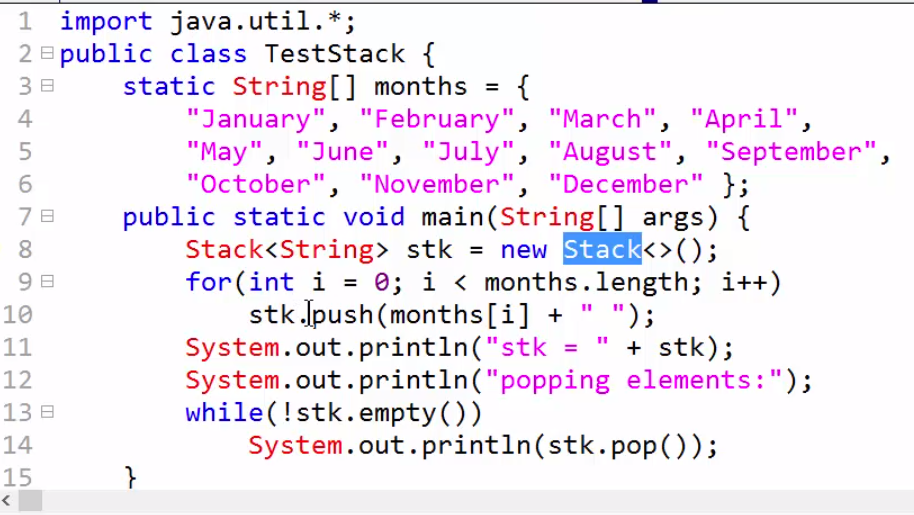 1 import java.util.*;
2 public class TestStack {
3 static String[] months = {
4 "January", "February", "March", "April",
5 "May", "June", "July", "August", "September",
6 "October", "November", "December" };
7 public static void main(String[] args) {
8 Stack<String> stk = new Stack<>();
9 for(int i = 0; i < months.length; i++)
10 stk.push(months[i] + " ");
11 System.out.println("stk = " + stk);
12 System.out.println("popping elements:");
13 while(!stk.empty())
14 System.out.println(stk.pop());
15 }